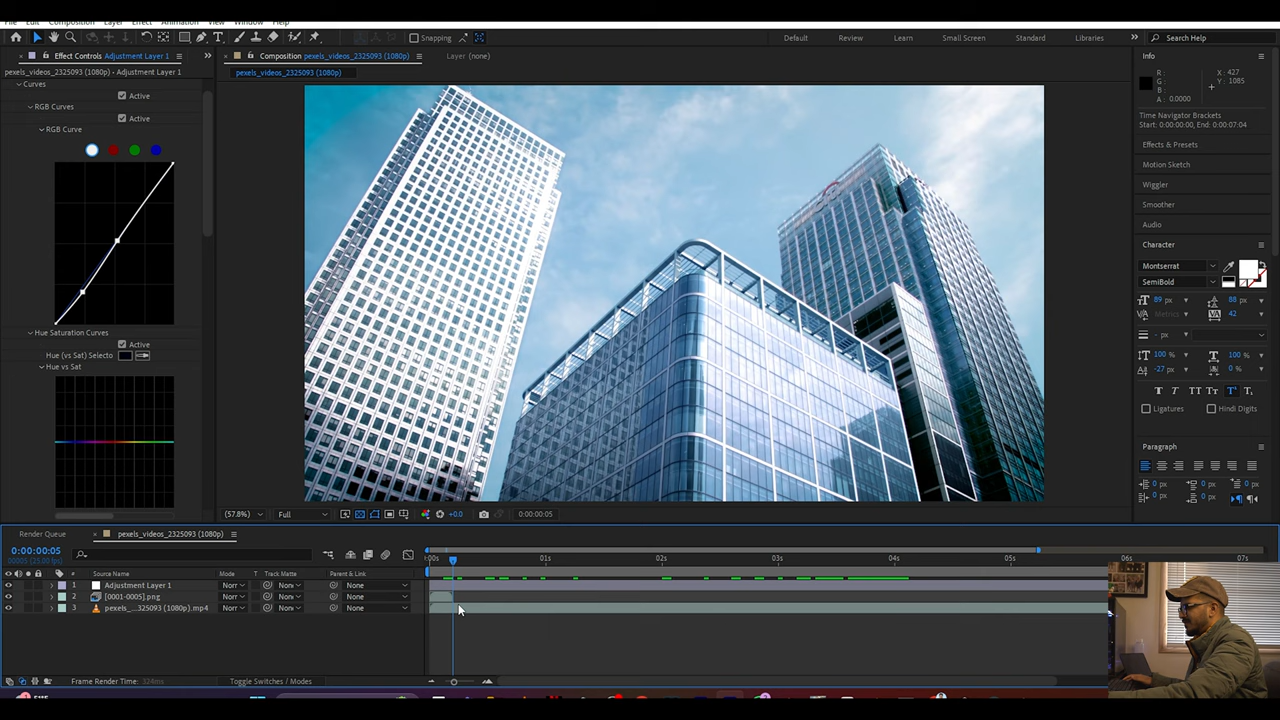 File Edit Composition Layer Effect Animation View Window Help
Snapping
Default Review Learn Small Screen Standard Libraries
Search Help
Effect Controls Adjustment Layer 1
Composition pexels_videos_2325093 (1080p)
Layer (none)
Info
pexels_videos_2325093 (1080p) • Adjustment Layer 1
pexels_videos_2325093 (1080p)
Curves
Active
RGB Curves
Active
RGB Curve
Hue Saturation Curves
Active
Hue (vs Sat) Selecto
Hue vs Sat
R :
G :
B :
A : 0.0000
X : 427
Y : 1085
Time Navigator Brackets
Start: 0:00:00:00, End: 0:00:07:04
Effects & Presets
Motion Sketch
Wiggler
Smoother
Audio
Character
Montserrat
SemiBold
89 px
88 px
Metrics
42
- px
100 %
100 %
-27 px
0 %
Ligatures
Hindi Digits
Paragraph
0 px
0 px
0 px
0 px
0 px
(57.8%)
Full
+0.0
0:00:00:05
Render Queue
pexels_videos_2325093 (1080p)
0:00:00:05
00005 (25.00 fps)
:00s 01s 02s 03s 04s 05s 06s 07s
# Source Name Mode T Track Matte Parent & Link
1 Adjustment Layer 1 Norr Non None
2 [0001-0005].png Norr Non None
3 pexels_...325093 (1080p).mp4 Norr Non None
Frame Render Time: 324ms
Toggle Switches / Modes